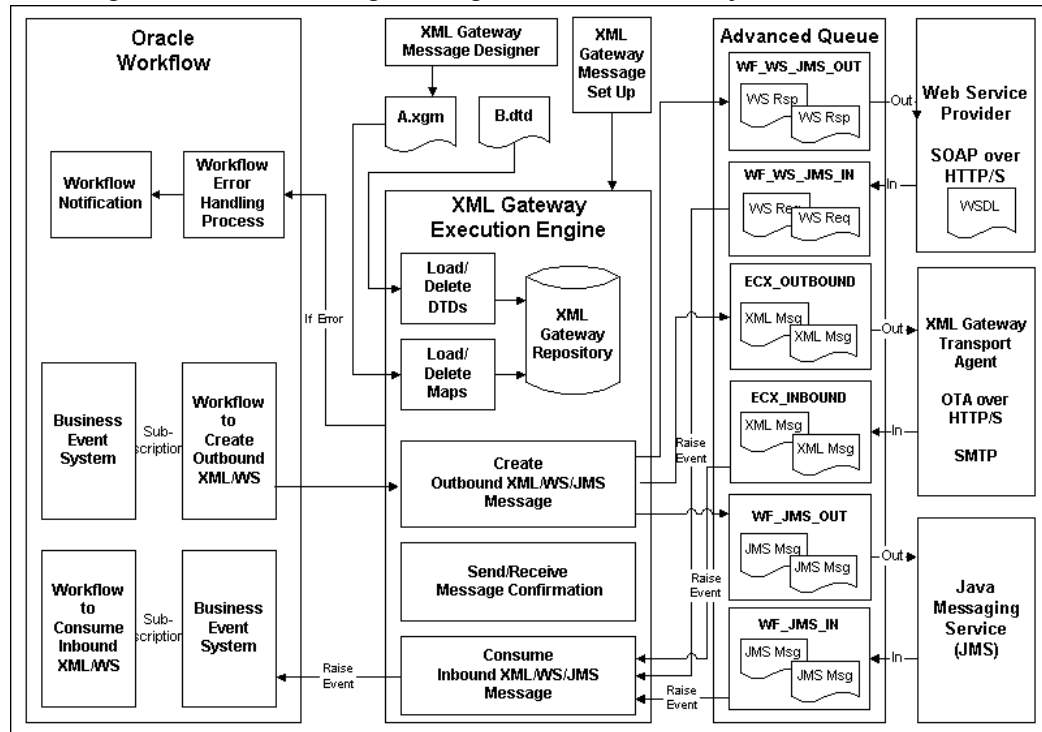 Oracle
Workflow
Workflow
Notification
Workflow
Error
Handling
Process
If Error
Business
Event
System
Sub-
scription
Workflow
to
Create
Outbound
XML/WS
Workflow
to
Consume
Inbound
XML/WS
Sub-
scription
Business
Event
System
Raise
Event
XML Gateway
Message Designer
XML
Gateway
Message
Set Up
A.xgm
B.dtd
XML Gateway
Execution Engine
Load/
Delete
DTDs
XML
Gateway
Repository
Load/
Delete
Maps
Create
Outbound XML/WS/JMS
Message
Send/Receive
Message Confirmation
Consume
Inbound XML/WS/JMS
Message
Raise
Event
Raise
Event
Raise
Event
Advanced Queue
WF_WS_JMS_OUT
WS Rsp
WS Rsp
Out
WF_WS_JMS_IN
WS Req
WS Req
In
ECX_OUTBOUND
XML Msg
XML Msg
Out
ECX_INBOUND
XML Msg
XML Msg
In
WF_JMS_OUT
JMS Msg
JMS Msg
Out
WF_JMS_IN
JMS Msg
JMS Msg
In
Web Service
Provider
SOAP over
HTTP/S
WSDL
XML Gateway
Transport
Agent
OTA over
HTTP/S
SMTP
Java
Messaging
Service
(JMS)